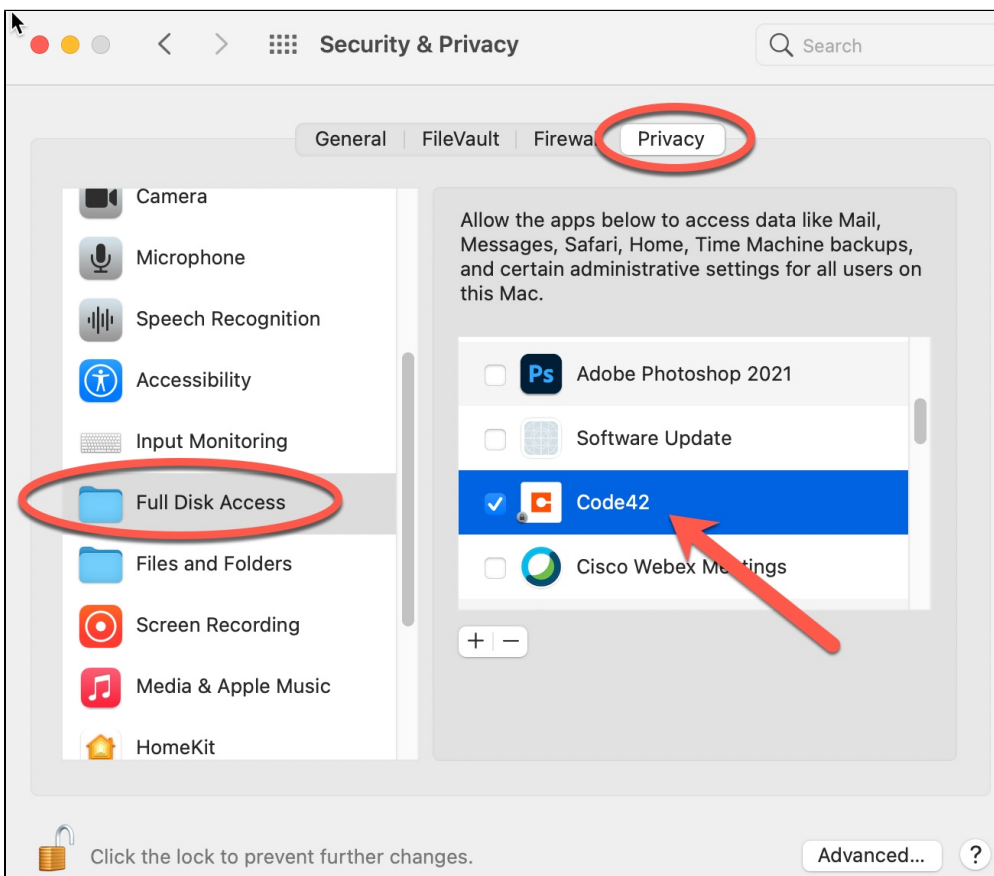 Security & Privacy
Search
General
FileVault
Firewa
Privacy
Camera
Microphone
Speech Recognition
Accessibility
Input Monitoring
Full Disk Access
Files and Folders
Screen Recording
Media & Apple Music
HomeKit
Allow the apps below to access data like Mail,
Messages, Safari, Home, Time Machine backups,
and certain administrative settings for all users on
this Mac.
Ps Adobe Photoshop 2021
Software Update
Code42
Cisco Webex Meetings
+ −
Click the lock to prevent further changes.
Advanced...
?